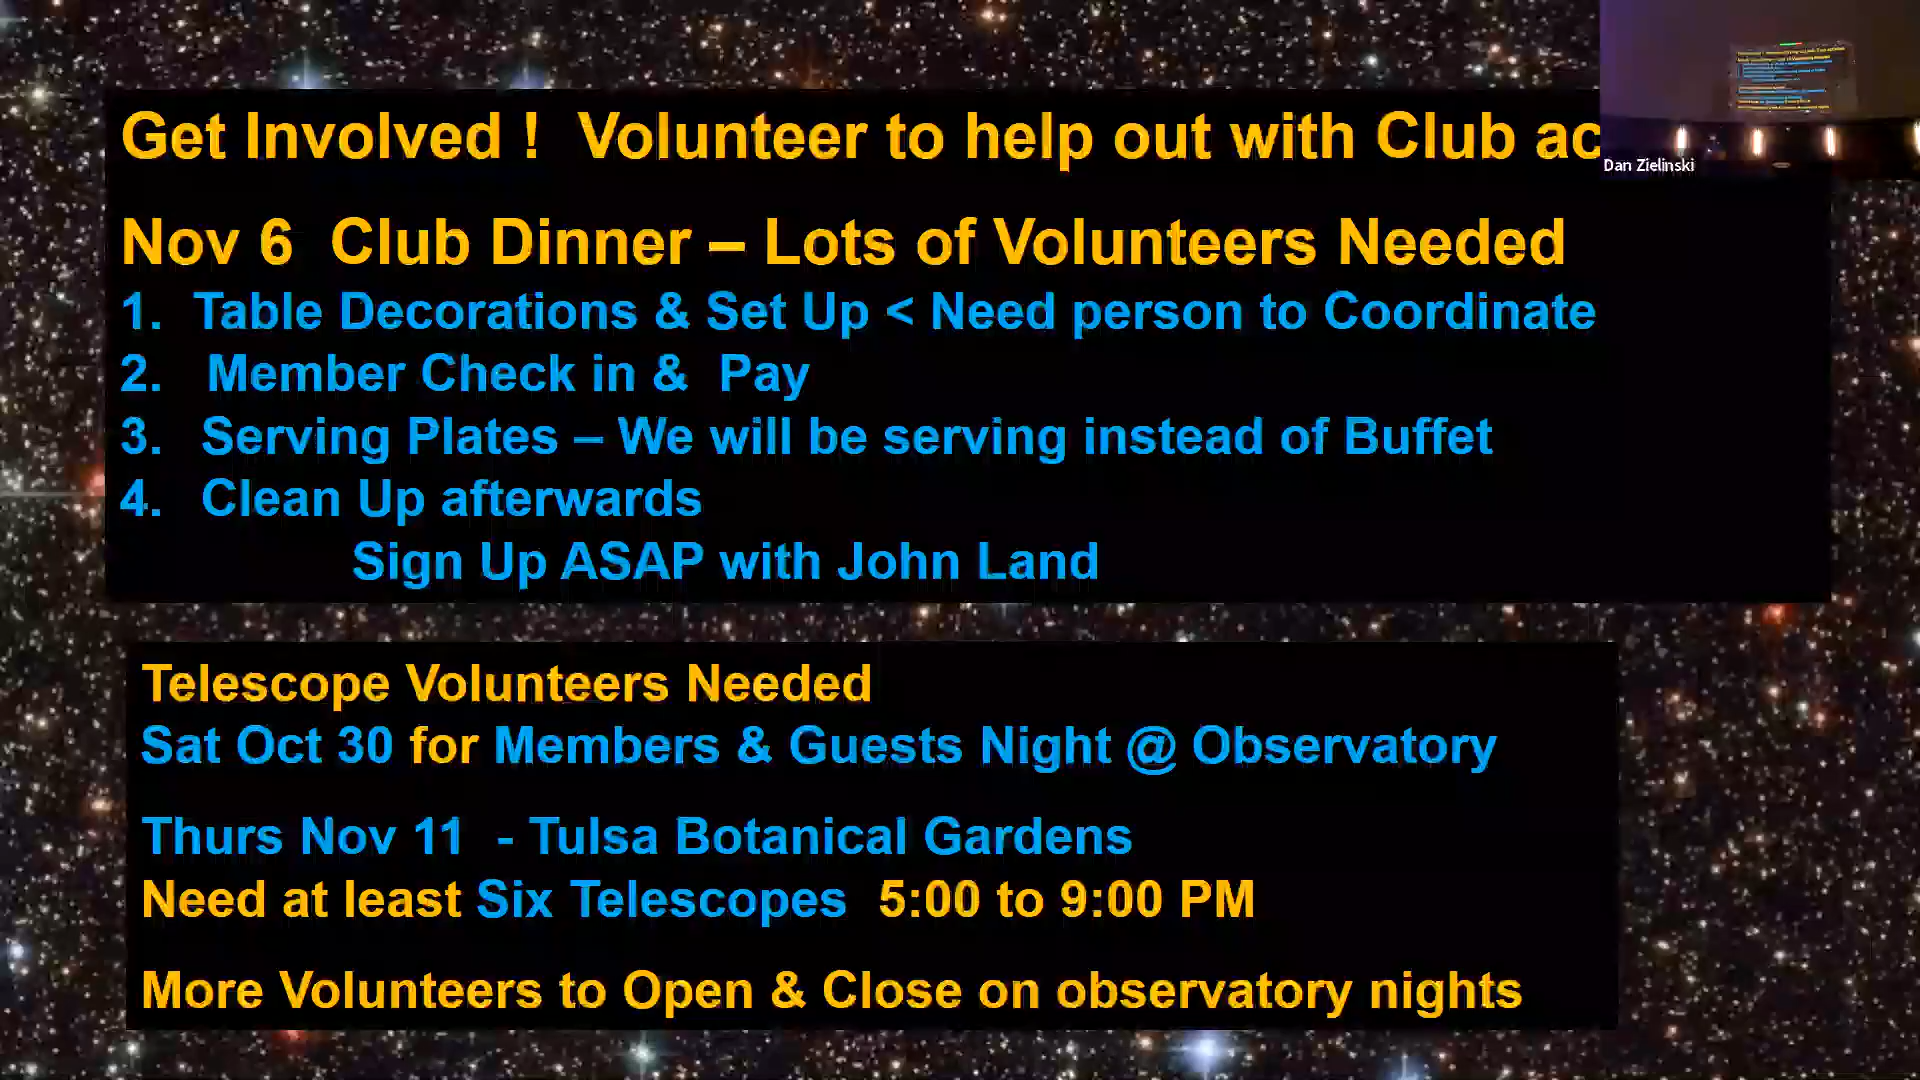 Get Involved ! Volunteer to help out with Club ac
Dan Zielinski
Nov 6 Club Dinner – Lots of Volunteers Needed
1. Table Decorations & Set Up < Need person to Coordinate
2. Member Check in & Pay
3. Serving Plates – We will be serving instead of Buffet
4. Clean Up afterwards
Sign Up ASAP with John Land
Telescope Volunteers Needed
Sat Oct 30 for Members & Guests Night @ Observatory
Thurs Nov 11 - Tulsa Botanical Gardens
Need at least Six Telescopes 5:00 to 9:00 PM
More Volunteers to Open & Close on observatory nights